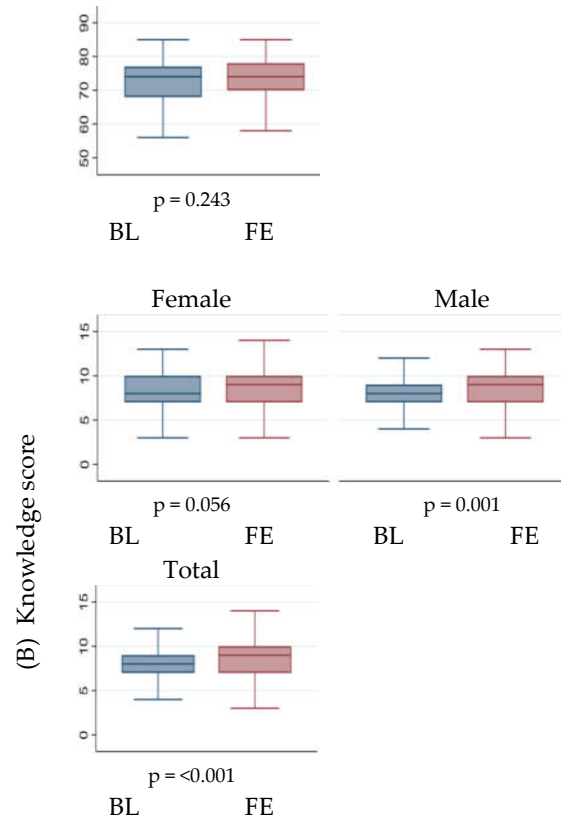 90
80
70
60
50
p = 0.243
BL FE
Female Male
(B) Knowledge score
15
10
5
0
p = 0.056 p = 0.001
BL FE BL FE
Total
15
10
5
0
p = <0.001
BL FE